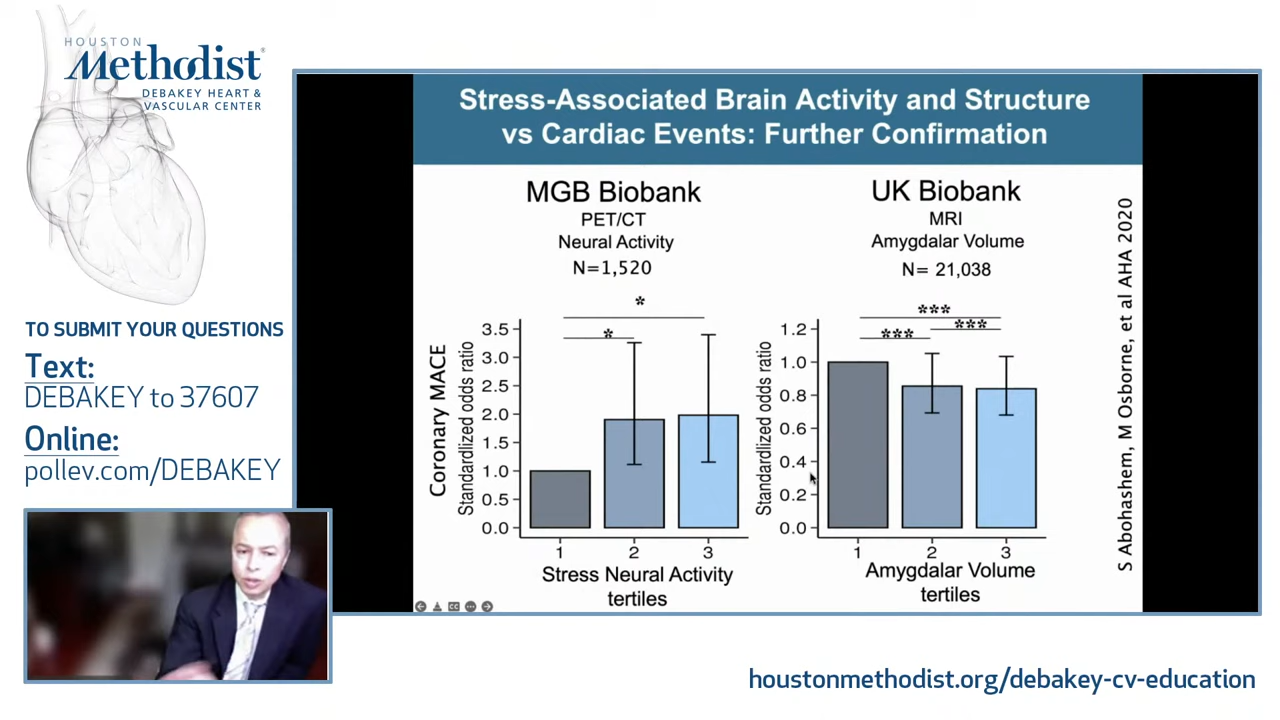 HOUSTON
Methodist
DEBAKEY HEART &
VASCULAR CENTER
TO SUBMIT YOUR QUESTIONS
Text:
DEBAKEY to 37607
Online:
pollev.com/DEBAKEY
Stress-Associated Brain Activity and Structure
vs Cardiac Events: Further Confirmation
MGB Biobank
PET/CT
Neural Activity
N=1,520
*
*
Coronary MACE
Standardized odds ratio
3.5
3.0
2.5
2.0
1.5
1.0
0.5
0.0
1 2 3
Stress Neural Activity
tertiles
UK Biobank
MRI
Amygdalar Volume
N= 21,038
***
***
***
Standardized odds ratio
1.2
1.0
0.8
0.6
0.4
0.2
0.0
1 2 3
Amygdalar Volume
tertiles
S Abohashem, M Osborne, et al AHA 2020
houstonmethodist.org/debakey-cv-education